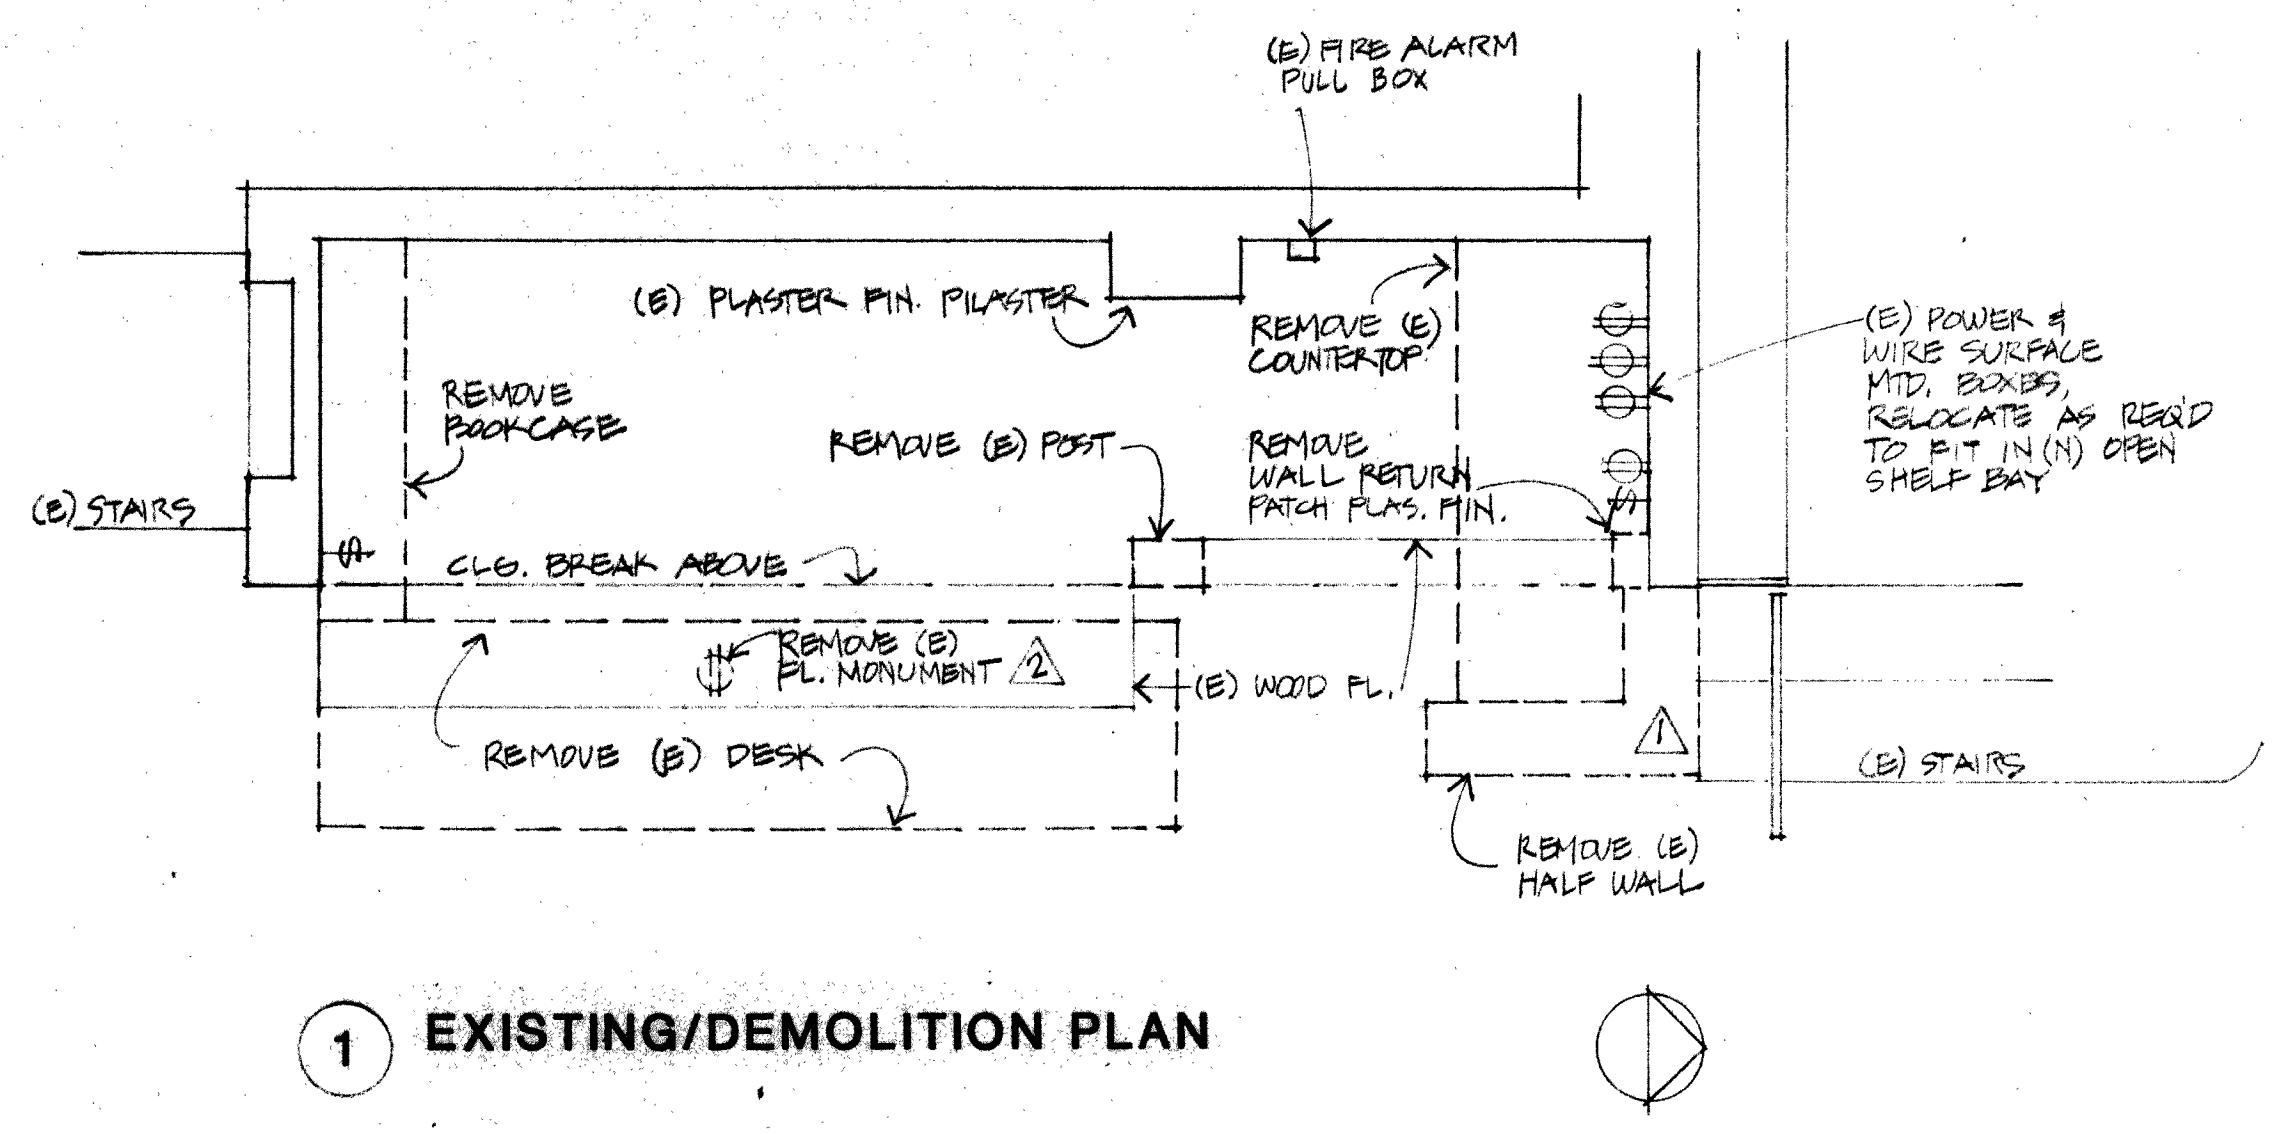 (E) FIRE ALARM
PULL BOX
(E) PLASTER FIN. PILASTER
REMOVE (E)
COUNTERTOP
(E) POWER &
WIRE SURFACE
MTD. BOXES,
RELOCATE AS REQ'D
TO FIT IN (N) OPEN
SHELF BAY
REMOVE
BOOKCASE
REMOVE (E) POST
REMOVE
WALL RETURN
PATCH PLAS. FIN.
(E) STAIRS
$
$
CLG. BREAK ABOVE
REMOVE (E)
FL. MONUMENT
2
(E) WOOD FL.
1
REMOVE (E) DESK
(E) STAIRS
REMOVE (E)
HALF WALL
1
EXISTING/DEMOLITION PLAN